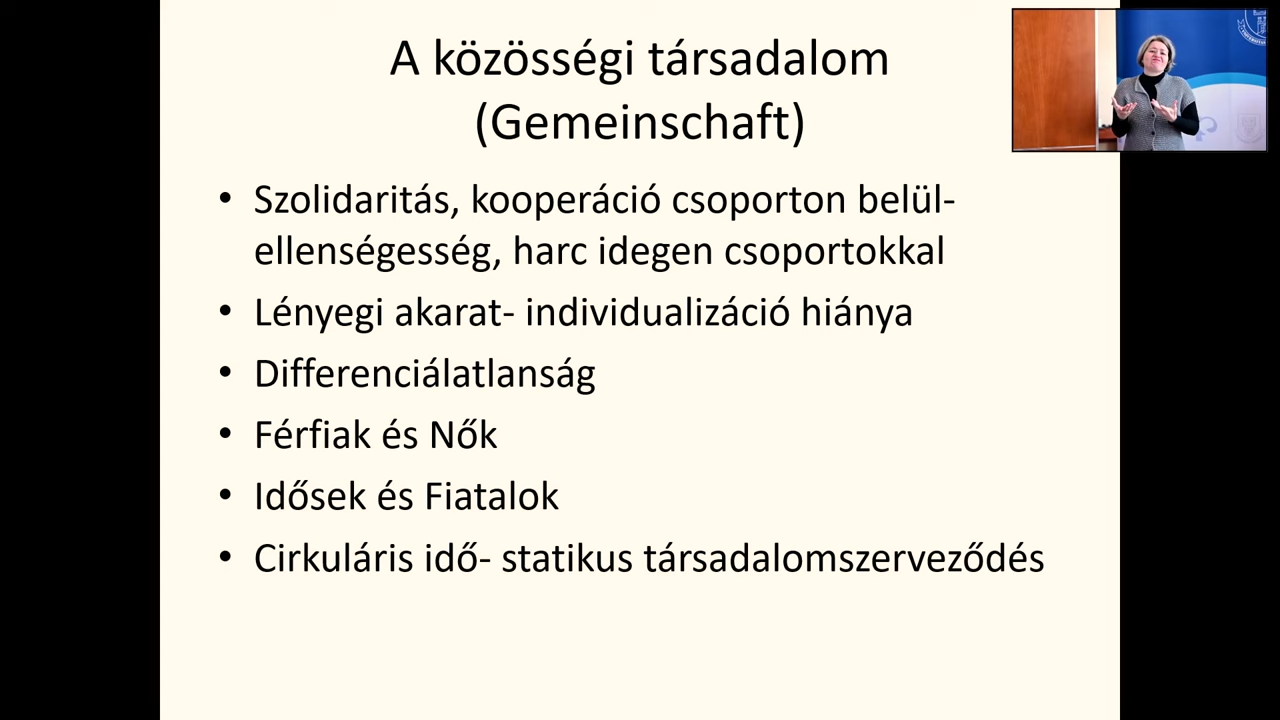 A közösségi társadalom
(Gemeinschaft)
• Szolidaritás, kooperáció csoporton belül-
ellenségesség, harc idegen csoportokkal
• Lényegi akarat- individualizáció hiánya
• Differenciálatlanság
• Férfiak és Nők
• Idősek és Fiatalok
• Cirkuláris idő- statikus társadalomszerveződés